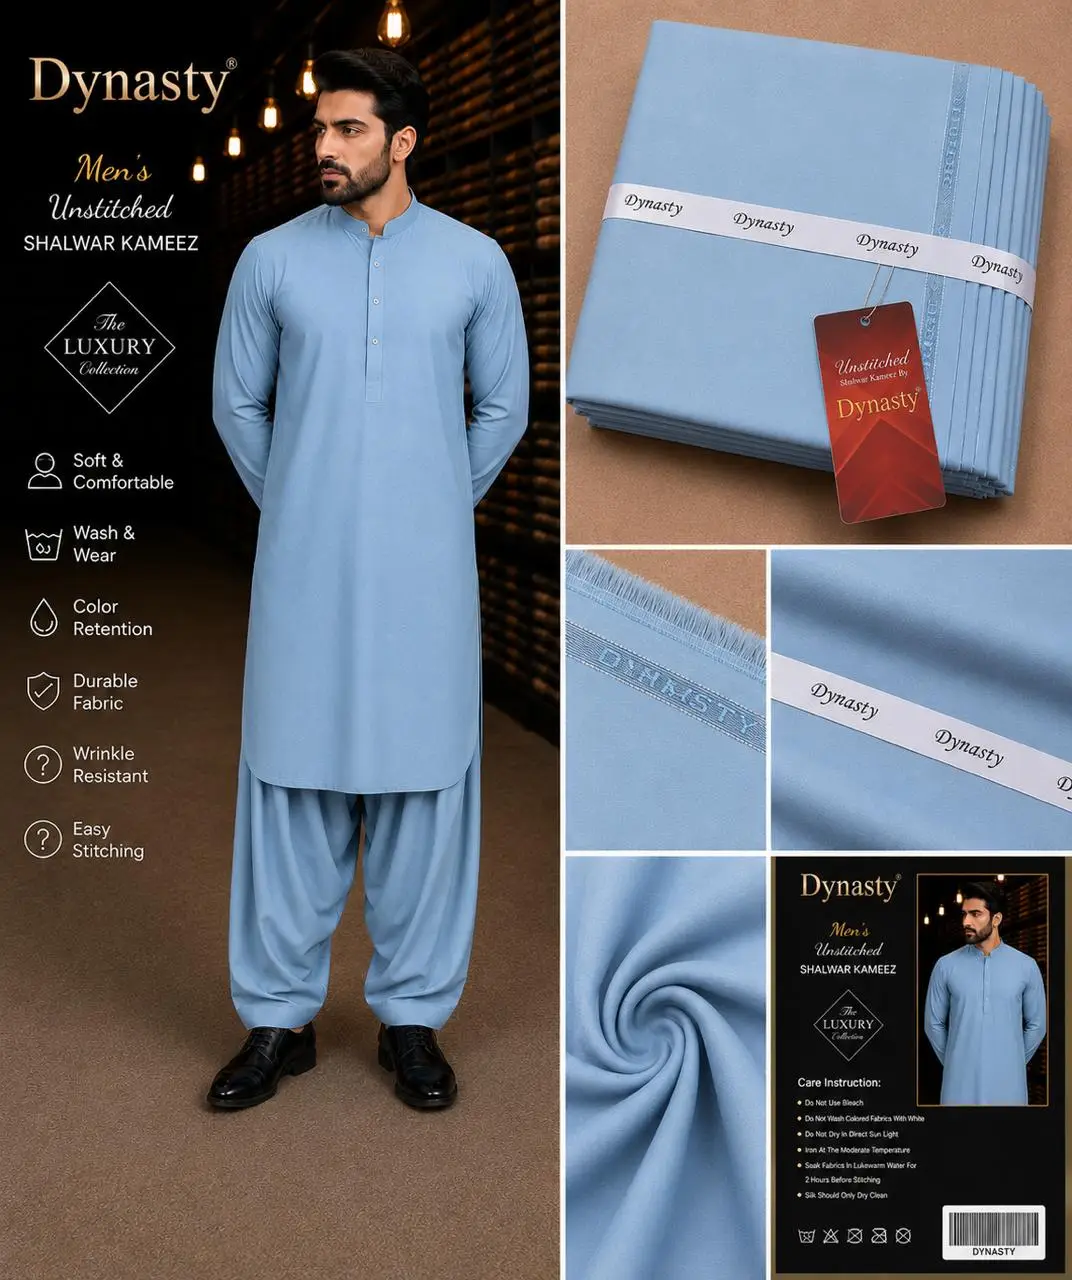 Dynasty®
Men's
Unstitched
SHALWAR KAMEEZ
The
LUXURY
Collection
Soft &
Comfortable
Wash &
Wear
Color
Retention
Durable
Fabric
?
Wrinkle
Resistant
?
Easy
Stitching
Dynasty Dynasty Dynasty Dynasty
Unstitched
Shalwar Kameez By
Dynasty®
DYNASTY
Dynasty Dynasty D
Dynasty®
Men's
Unstitched
SHALWAR KAMEEZ
The
LUXURY
Collection
Care Instruction:
Do Not Use Bleach
Do Not Wash Colored Fabrics With White
Do Not Dry In Direct Sun Light
Iron At The Moderate Temperature
Soak Fabrics In Lukewarm Water For
2 Hours Before Stitching
Silk Should Only Dry Clean
DYNASTY